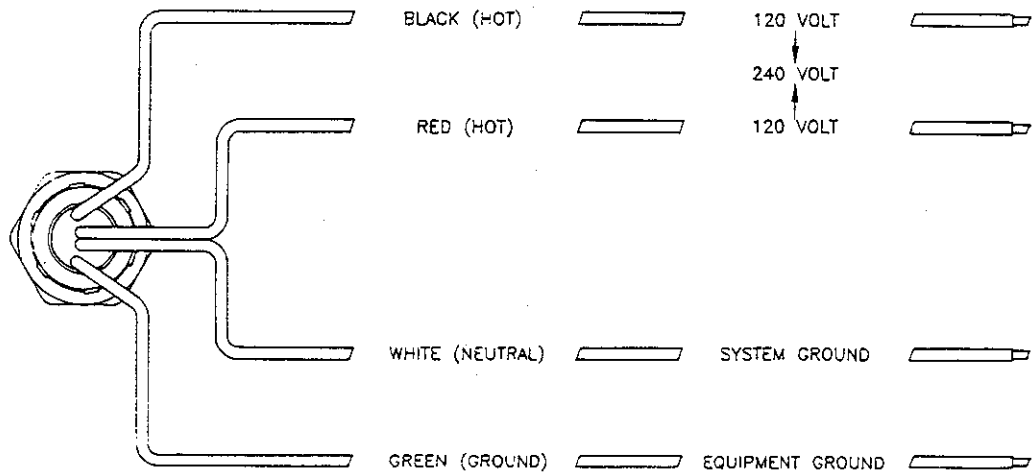 BLACK (HOT) 120 VOLT
240 VOLT
RED (HOT) 120 VOLT
WHITE (NEUTRAL) SYSTEM GROUND
GREEN (GROUND) EQUIPMENT GROUND